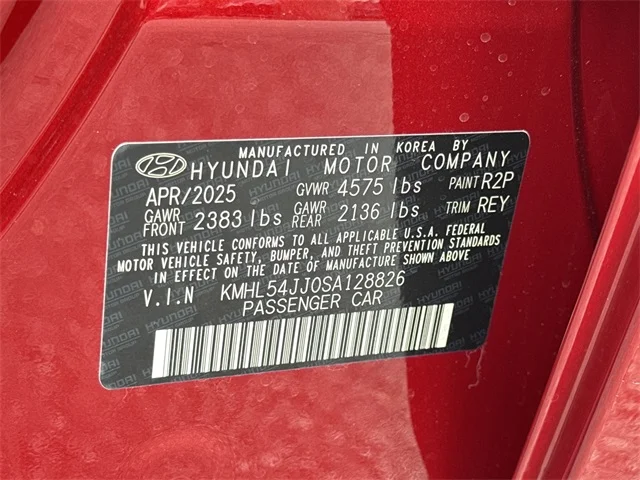 MANUFACTURED IN KOREA BY
HYUNDAI MOTOR COMPANY
APR/2025 GVWR 4575 lbs PAINT R2P
GAWR FRONT 2383 lbs GAWR REAR 2136 lbs TRIM REY
THIS VEHICLE CONFORMS TO ALL APPLICABLE U.S.A. FEDERAL
MOTOR VEHICLE SAFETY, BUMPER, AND THEFT PREVENTION STANDARDS
IN EFFECT ON THE DATE OF MANUFACTURE SHOWN ABOVE
V.I.N KMHL54JJ0SA128826
PASSENGER CAR